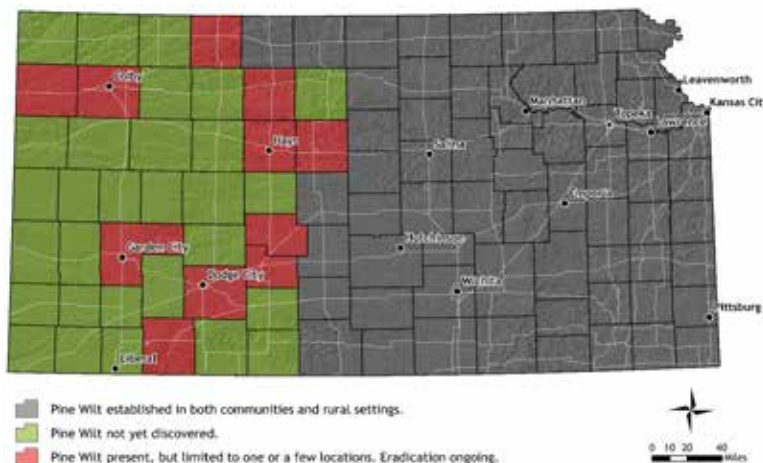 Colby
Leavenworth
Kansas City
Manhattan
Topeka
Lawrence
Hays
Salina
Emporia
Garden City
Hutchinson
Dodge City
Wichita
Pittsburg
Liberal
Pine Wilt established in both communities and rural settings.
Pine Wilt not yet discovered.
Pine Wilt present, but limited to one or a few locations. Eradication ongoing.
0 10 20 40
Miles